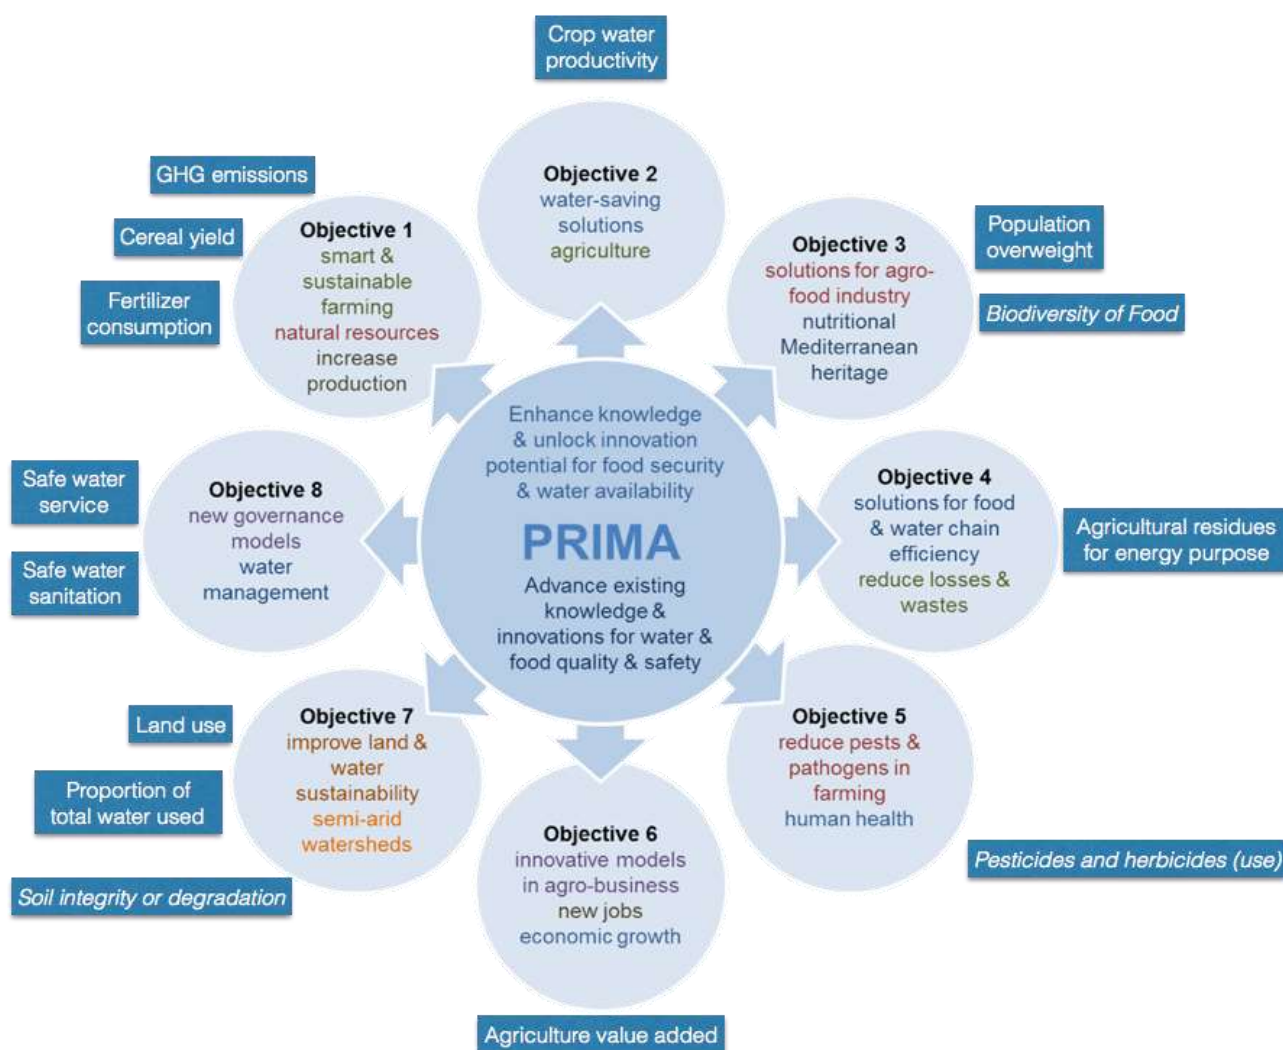 Crop water
productivity
Objective 2
water-saving
solutions
agriculture
GHG emissions
Cereal yield
Fertilizer
consumption
Objective 1
smart &
sustainable
farming
natural resources
increase
production
Objective 3
solutions for agro-
food industry
nutritional
Mediterranean
heritage
Population
overweight
Biodiversity of Food
Enhance knowledge
& unlock innovation
potential for food security
& water availability
PRIMA
Advance existing
knowledge &
innovations for water &
food quality & safety
Safe water
service
Safe water
sanitation
Objective 8
new governance
models
water
management
Objective 4
solutions for food
& water chain
efficiency
reduce losses &
wastes
Agricultural residues
for energy purpose
Land use
Proportion of
total water used
Soil integrity or degradation
Objective 7
improve land &
water
sustainability
semi-arid
watersheds
Objective 5
reduce pests &
pathogens in
farming
human health
Pesticides and herbicides (use)
Objective 6
innovative models
in agro-business
new jobs
economic growth
Agriculture value added